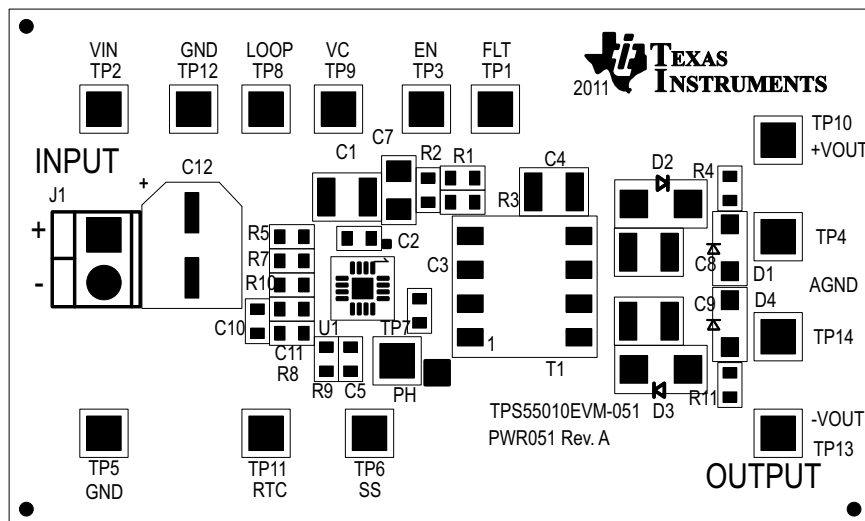 VIN
TP2
GND
TP12
LOOP
TP8
VC
TP9
EN
TP3
FLT
TP1
2011
TEXAS
INSTRUMENTS
TP10
+VOUT
INPUT
J1
+
-
+
C12
C1
C7
R2
R1
R3
C4
D2
R4
TP4
AGND
R5
R7
R10
C2
C3
C8
D1
C9
D4
TP14
C10
C11
R8
U1
TP7
R9
C5
PH
1
T1
D3
R11
TPS55010EVM-051
PWR051 Rev. A
-VOUT
TP13
OUTPUT
TP5
GND
TP11
RTC
TP6
SS